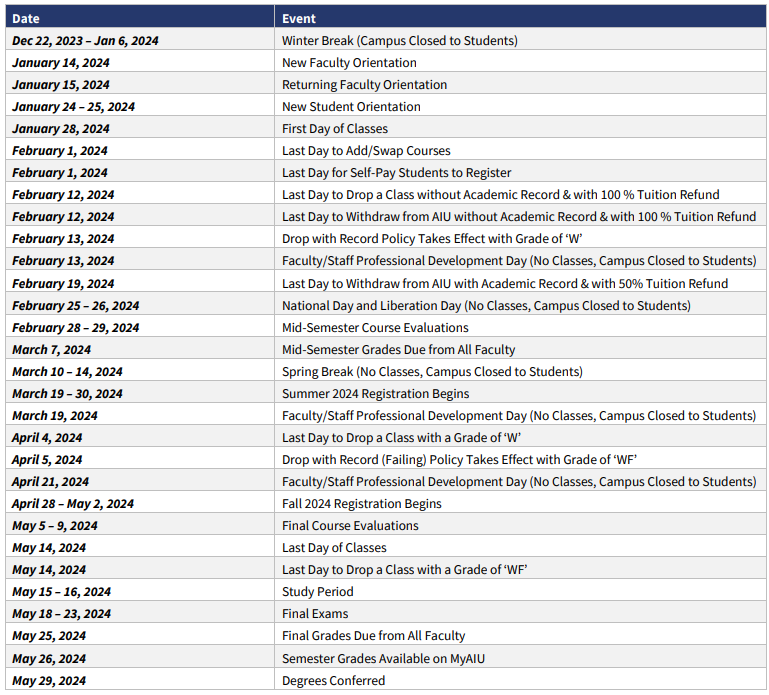 Date Event
Dec 22, 2023 – Jan 6, 2024 Winter Break (Campus Closed to Students)
January 14, 2024 New Faculty Orientation
January 15, 2024 Returning Faculty Orientation
January 24 – 25, 2024 New Student Orientation
January 28, 2024 First Day of Classes
February 1, 2024 Last Day to Add/Swap Courses
February 1, 2024 Last Day for Self-Pay Students to Register
February 12, 2024 Last Day to Drop a Class without Academic Record & with 100 % Tuition Refund
February 12, 2024 Last Day to Withdraw from AIU without Academic Record & with 100 % Tuition Refund
February 13, 2024 Drop with Record Policy Takes Effect with Grade of ‘W’
February 13, 2024 Faculty/Staff Professional Development Day (No Classes, Campus Closed to Students)
February 19, 2024 Last Day to Withdraw from AIU with Academic Record & with 50% Tuition Refund
February 25 – 26, 2024 National Day and Liberation Day (No Classes, Campus Closed to Students)
February 28 – 29, 2024 Mid-Semester Course Evaluations
March 7, 2024 Mid-Semester Grades Due from All Faculty
March 10 – 14, 2024 Spring Break (No Classes, Campus Closed to Students)
March 19 – 30, 2024 Summer 2024 Registration Begins
March 19, 2024 Faculty/Staff Professional Development Day (No Classes, Campus Closed to Students)
April 4, 2024 Last Day to Drop a Class with a Grade of ‘W’
April 5, 2024 Drop with Record (Failing) Policy Takes Effect with Grade of ‘WF’
April 21, 2024 Faculty/Staff Professional Development Day (No Classes, Campus Closed to Students)
April 28 – May 2, 2024 Fall 2024 Registration Begins
May 5 – 9, 2024 Final Course Evaluations
May 14, 2024 Last Day of Classes
May 14, 2024 Last Day to Drop a Class with a Grade of ‘WF’
May 15 – 16, 2024 Study Period
May 18 – 23, 2024 Final Exams
May 25, 2024 Final Grades Due from All Faculty
May 26, 2024 Semester Grades Available on MyAIU
May 29, 2024 Degrees Conferred